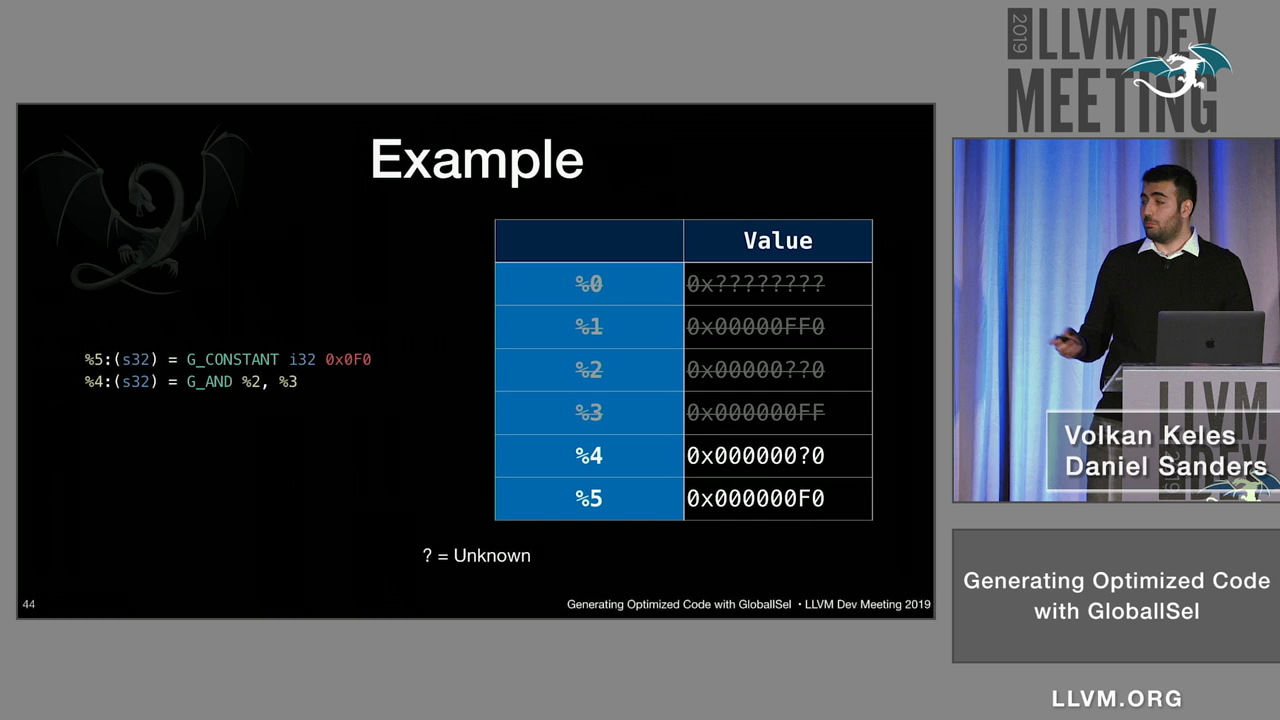 2019 LLVM DEV
MEETING
Example
Value
%0 0x????????
%1 0x00000FF0
%2 0x00000??0
%3 0x000000FF
%4 0x000000?0
%5 0x000000F0
%5:(s32) = G_CONSTANT i32 0x0F0
%4:(s32) = G_AND %2, %3
? = Unknown
44
Generating Optimized Code with GlobalISel • LLVM Dev Meeting 2019
LLVM
Volkan Keles
Daniel Sanders
Generating Optimized Code
with GlobalISel
LLVM.ORG